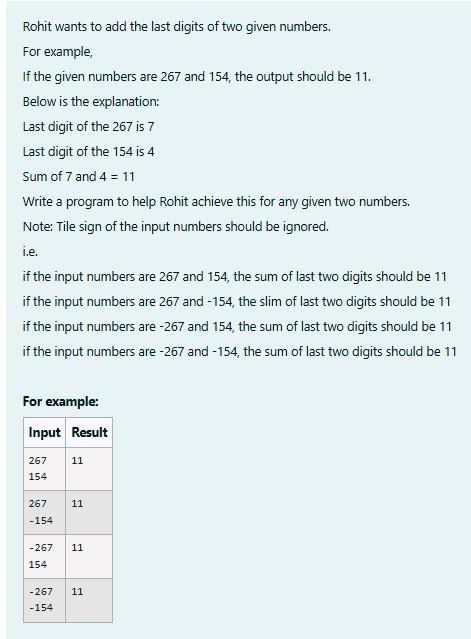 Rohit wants to add the last digits of two given numbers.
For example,
If the given numbers are 267 and 154, the output should be 11.
Below is the explanation:
Last digit of the 267 is 7
Last digit of the 154 is 4
Sum of 7 and 4 = 11
Write a program to help Rohit achieve this for any given two numbers.
Note: Tile sign of the input numbers should be ignored.
i.e.
if the input numbers are 267 and 154, the sum of last two digits should be 11
if the input numbers are 267 and -154, the slim of last two digits should be 11
if the input numbers are -267 and 154, the sum of last two digits should be 11
if the input numbers are -267 and -154, the sum of last two digits should be 11
For example:
Input Result
267 11
154
267 11
-154
-267 11
154
-267 11
-154